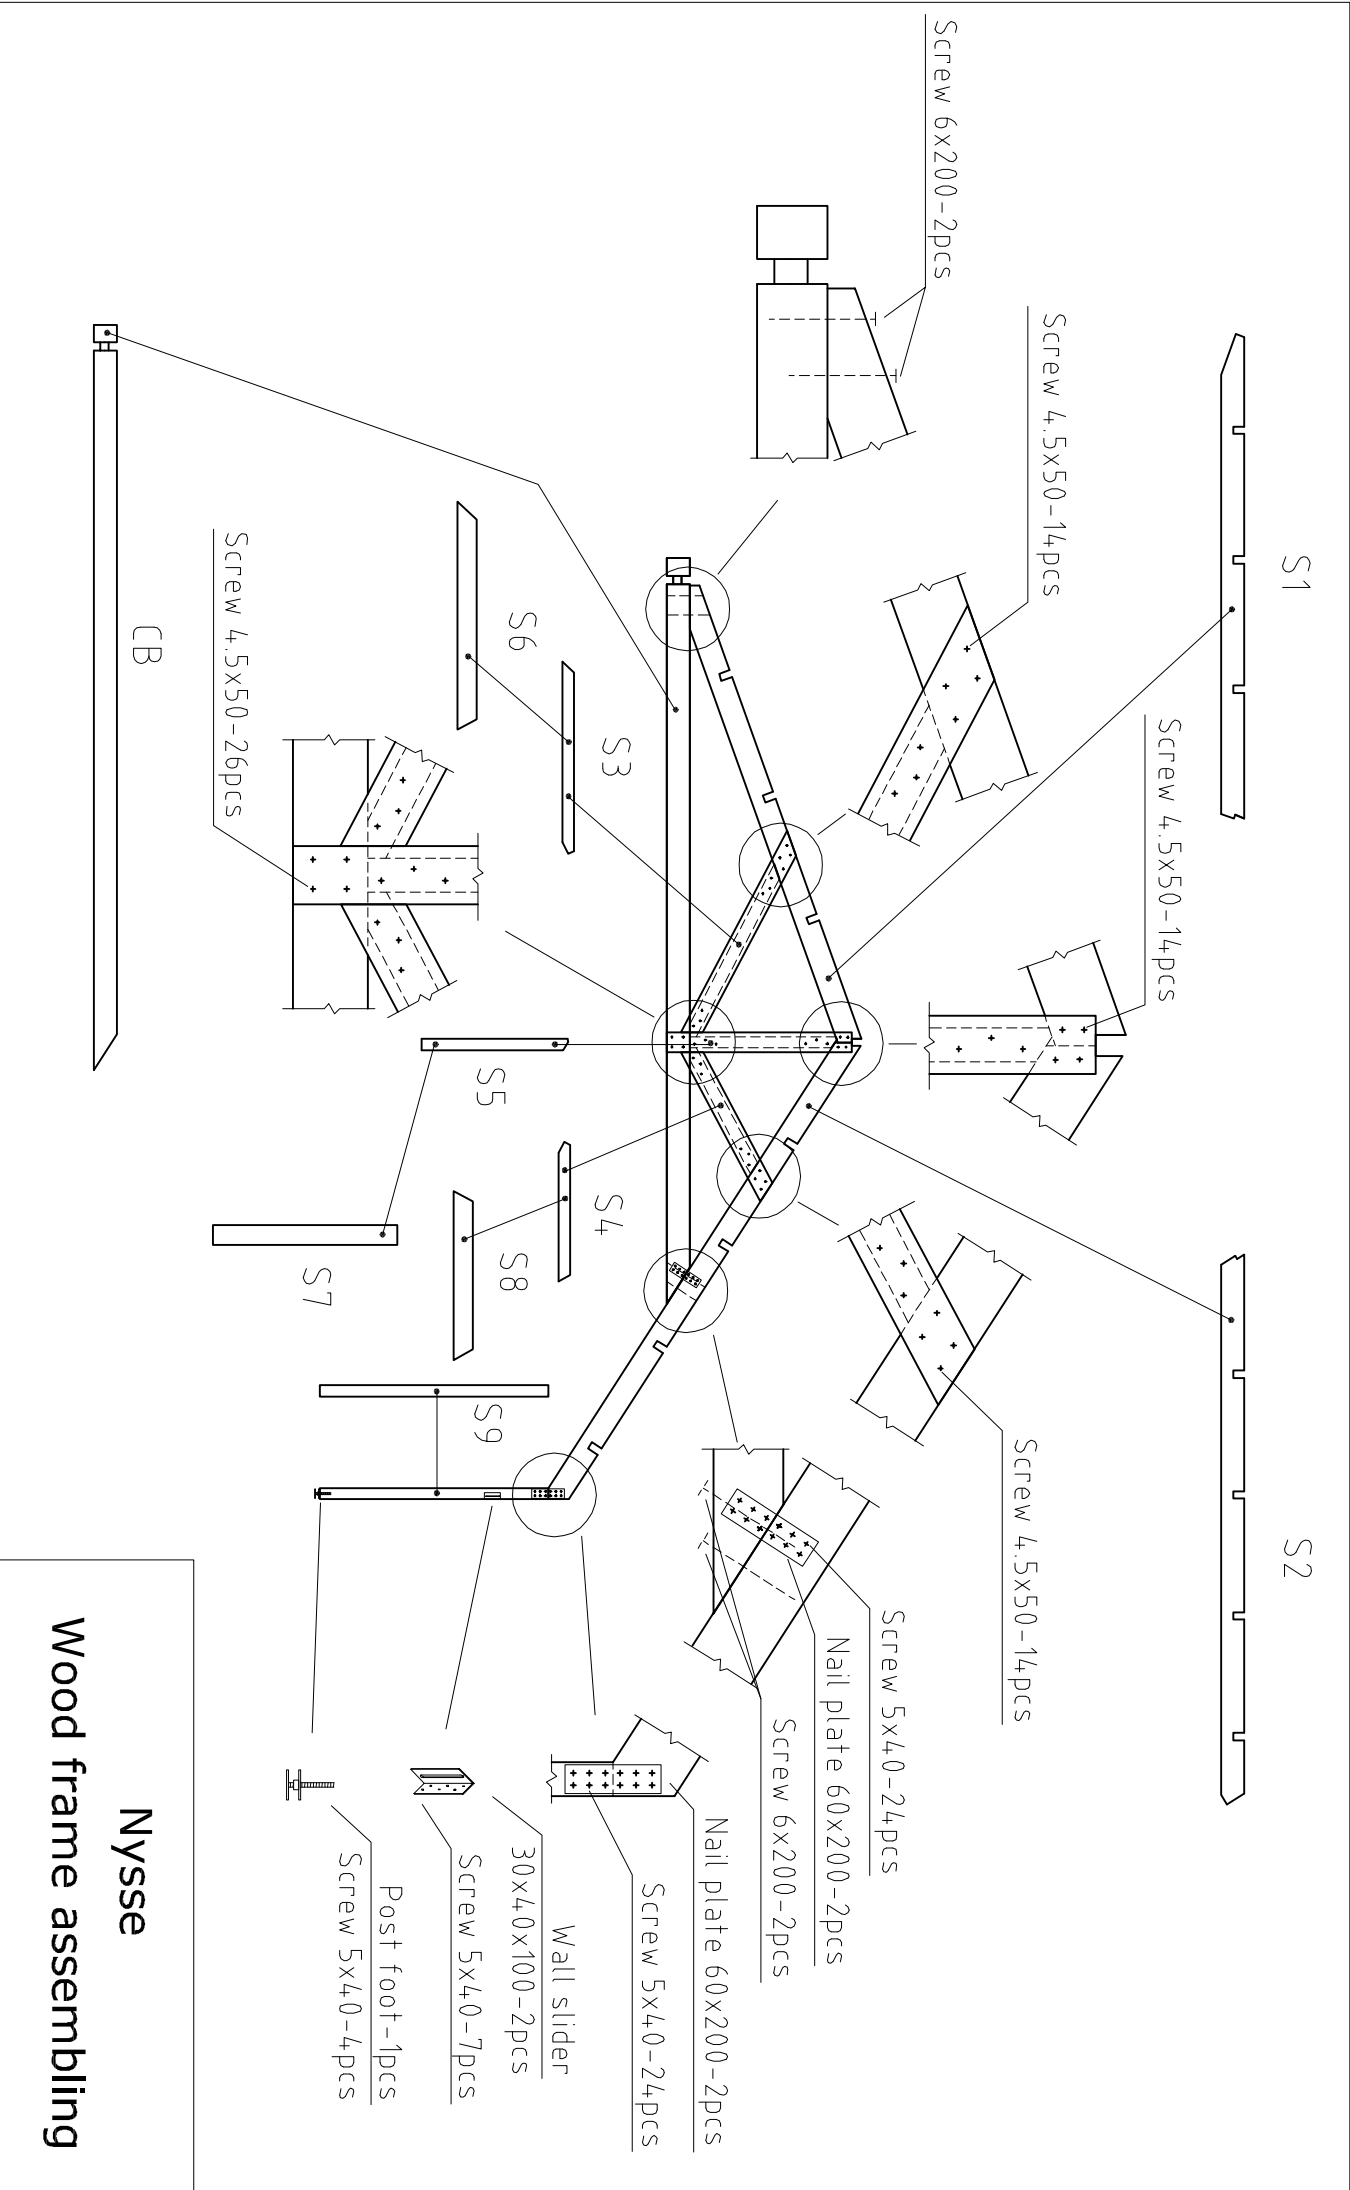 S1
S2
Screw 4.5x50-14pcs
Screw 6x200-2pcs
Screw 4.5x50-14pcs
Screw 4.5x50-14pcs
Screw 5x40-24pcs
Nail plate 60x200-2pcs
Screw 6x200-2pcs
Nail plate 60x200-2pcs
Screw 5x40-24pcs
Wall slider
30x40x100-2pcs
Screw 5x40-7pcs
Post foot-1pcs
Screw 5x40-4pcs
S3
S4
S6
S5
S8
S9
S7
Screw 4.5x50-26pcs
CB
Nysse
Wood frame assembling